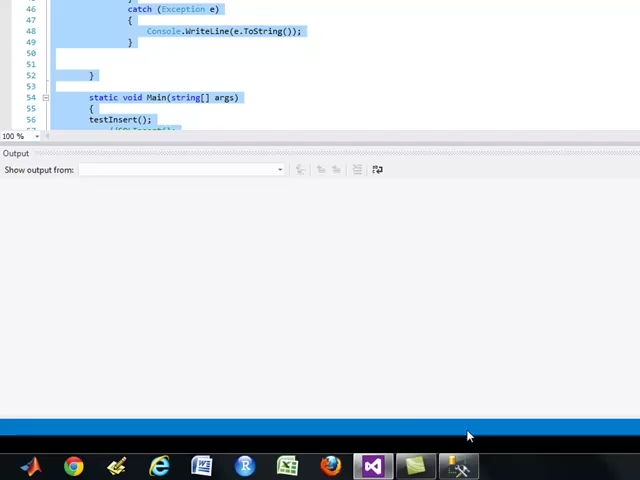 46 catch (Exception e)
47 {
48 Console.WriteLine(e.ToString());
49 }
50
51
52 }
53
54 static void Main(string[] args)
55 {
56 testInsert();
100 %
Output
Show output from: